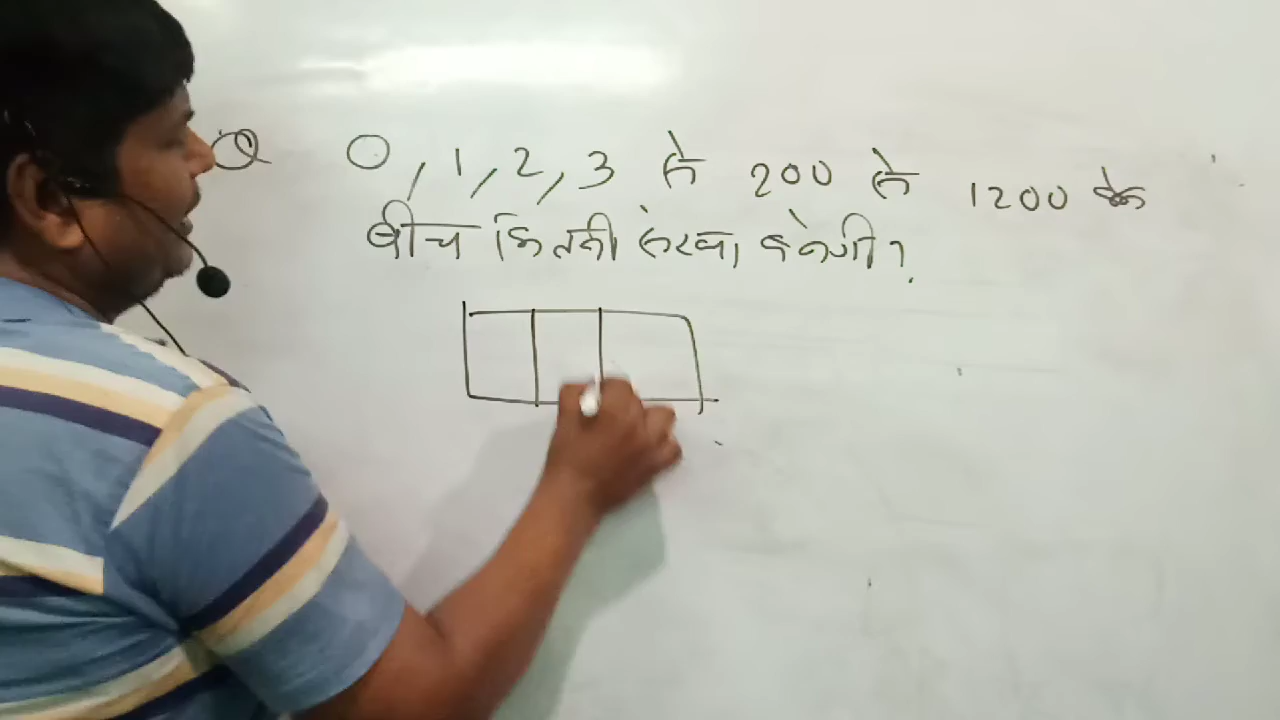 Q 0, 1, 2, 3 से 200 से 1200 के
बीच कितनी संख्या बनेगी?